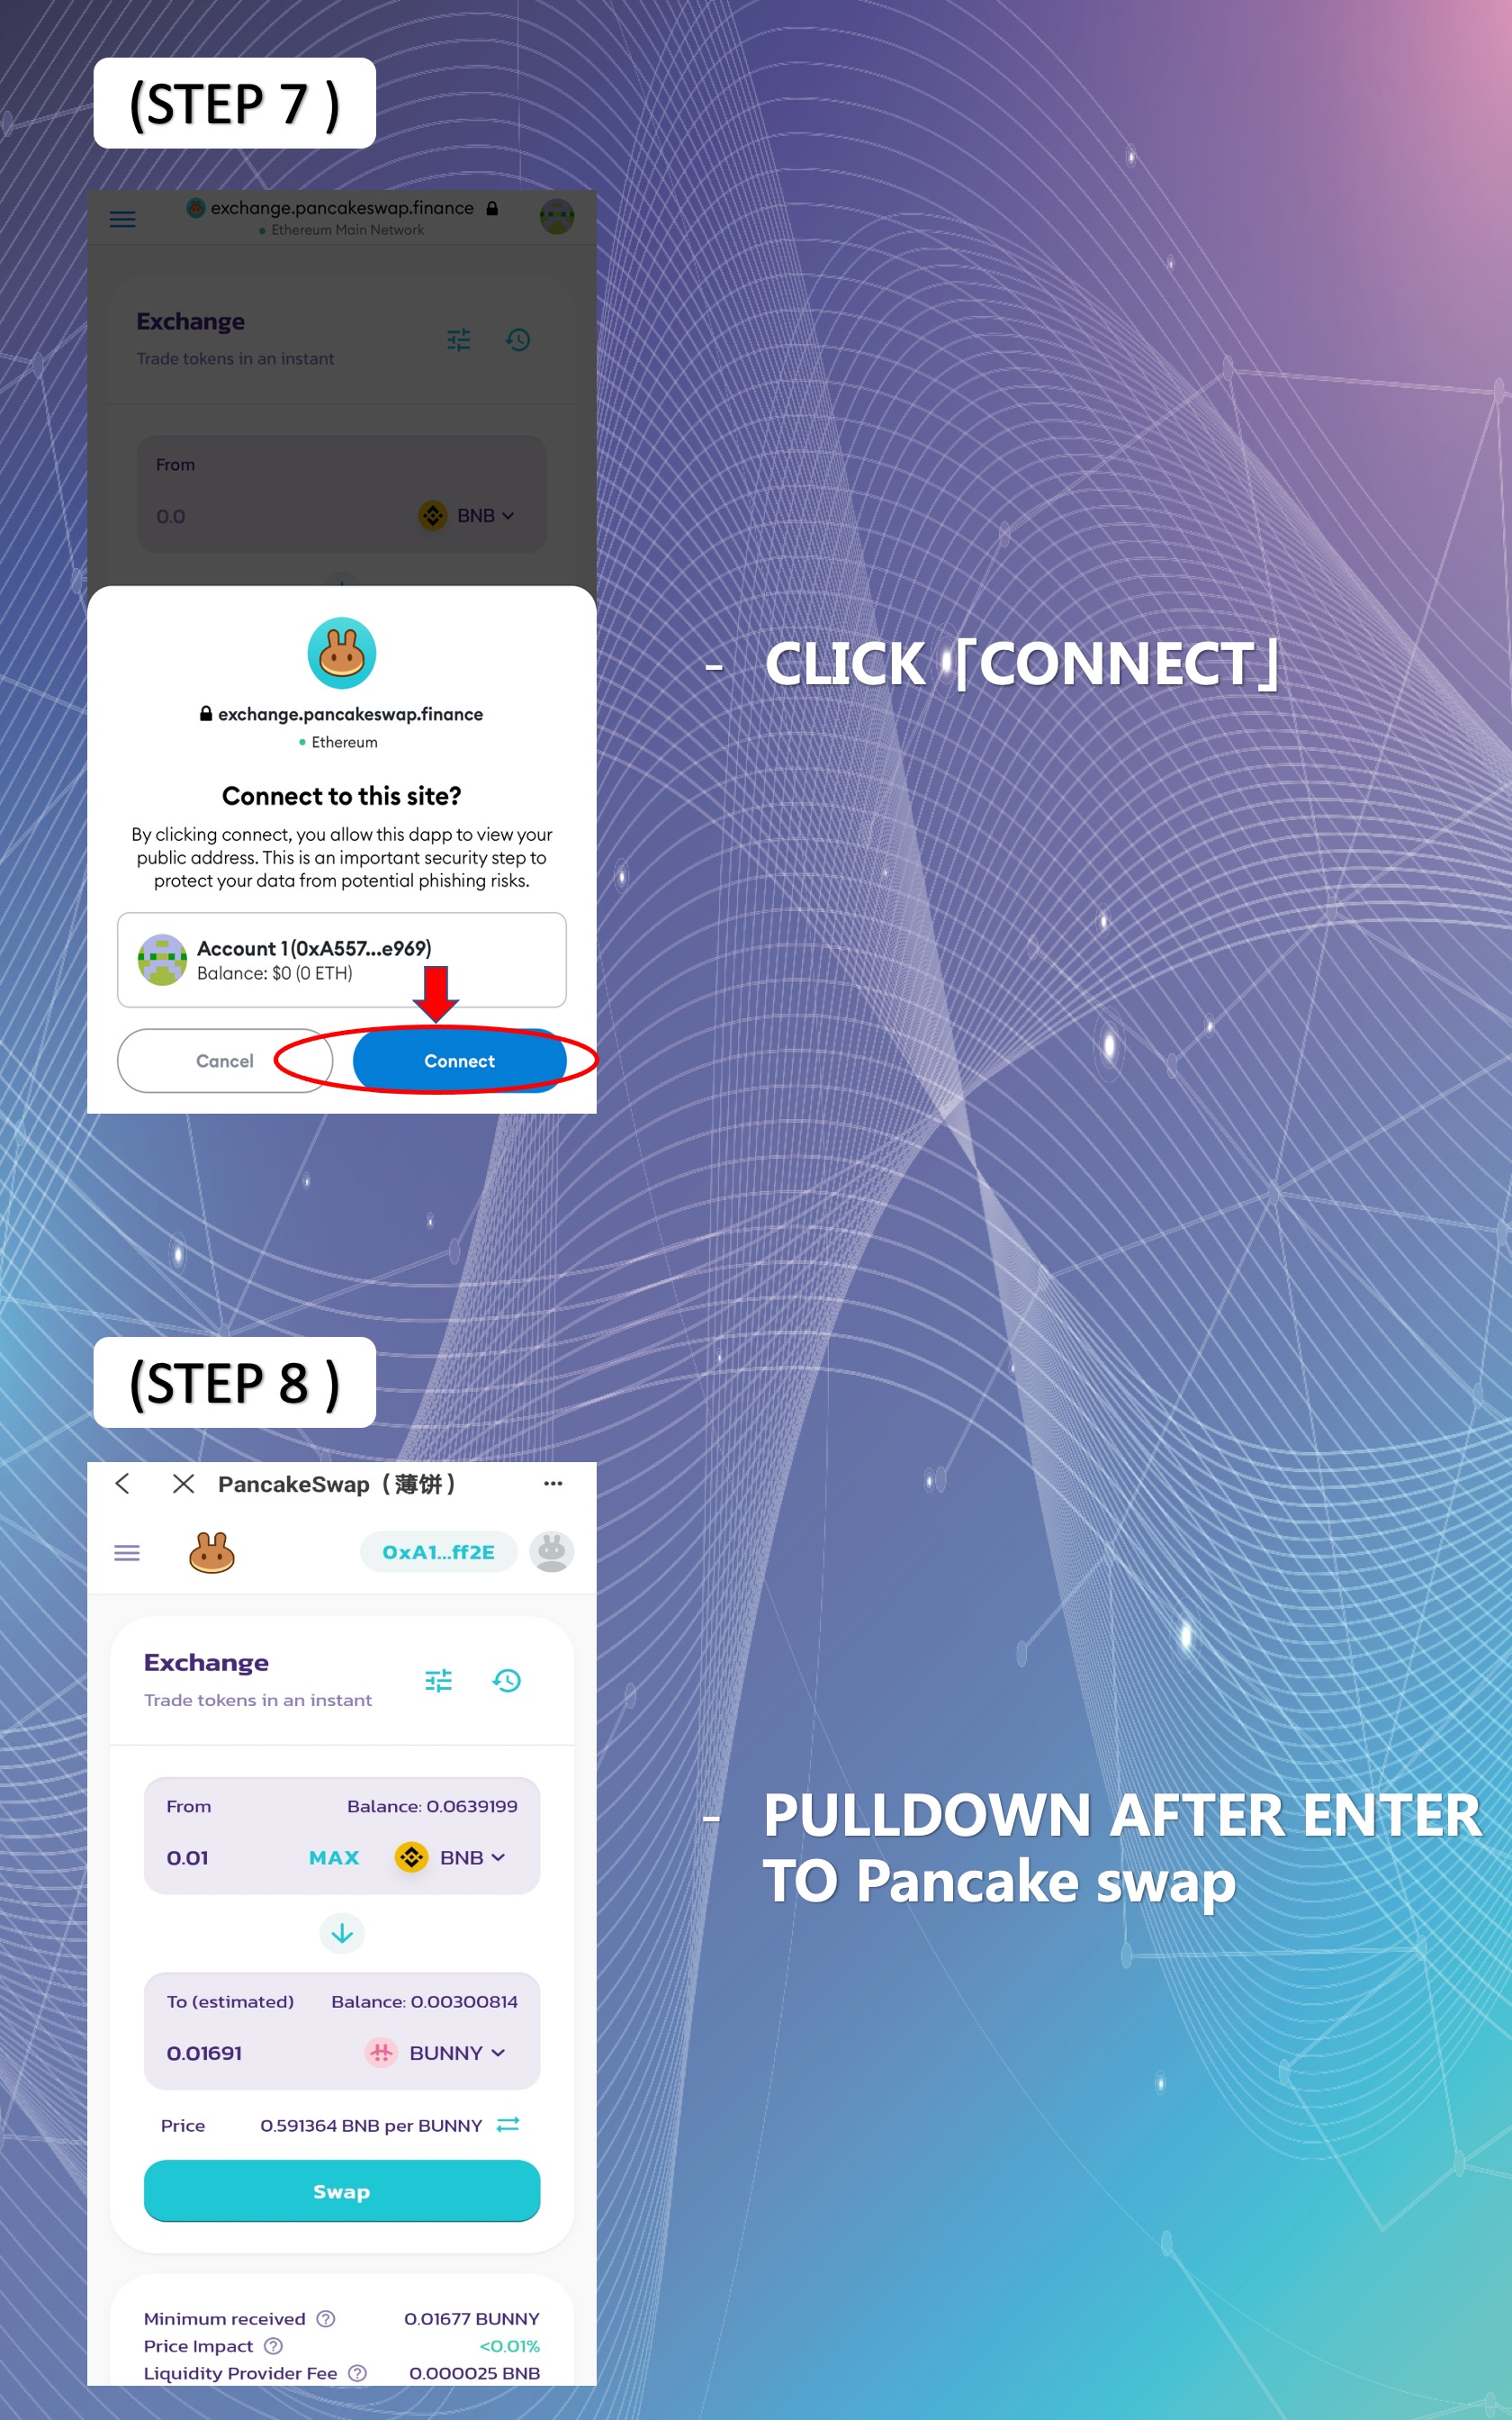 (STEP 7 )
exchange.pancakeswap.finance
Ethereum Main Network
Exchange
Trade tokens in an instant
From
0.0 BNB
exchange.pancakeswap.finance
Ethereum
Connect to this site?
By clicking connect, you allow this dapp to view your
public address. This is an important security step to
protect your data from potential phishing risks.
Account 1 (0xA557...e969)
Balance: $0 (0 ETH)
Cancel Connect
- CLICK「CONNECT」
(STEP 8 )
PancakeSwap（薄饼） ...
0xA1...ff2E
Exchange
Trade tokens in an instant
From Balance: 0.0639199
0.01 MAX BNB
To (estimated) Balance: 0.00300814
0.01691 BUNNY
Price 0.591364 BNB per BUNNY
Swap
Minimum received ? 0.01677 BUNNY
Price Impact ? <0.01%
Liquidity Provider Fee ? 0.000025 BNB
- PULLDOWN AFTER ENTER
TO Pancake swap